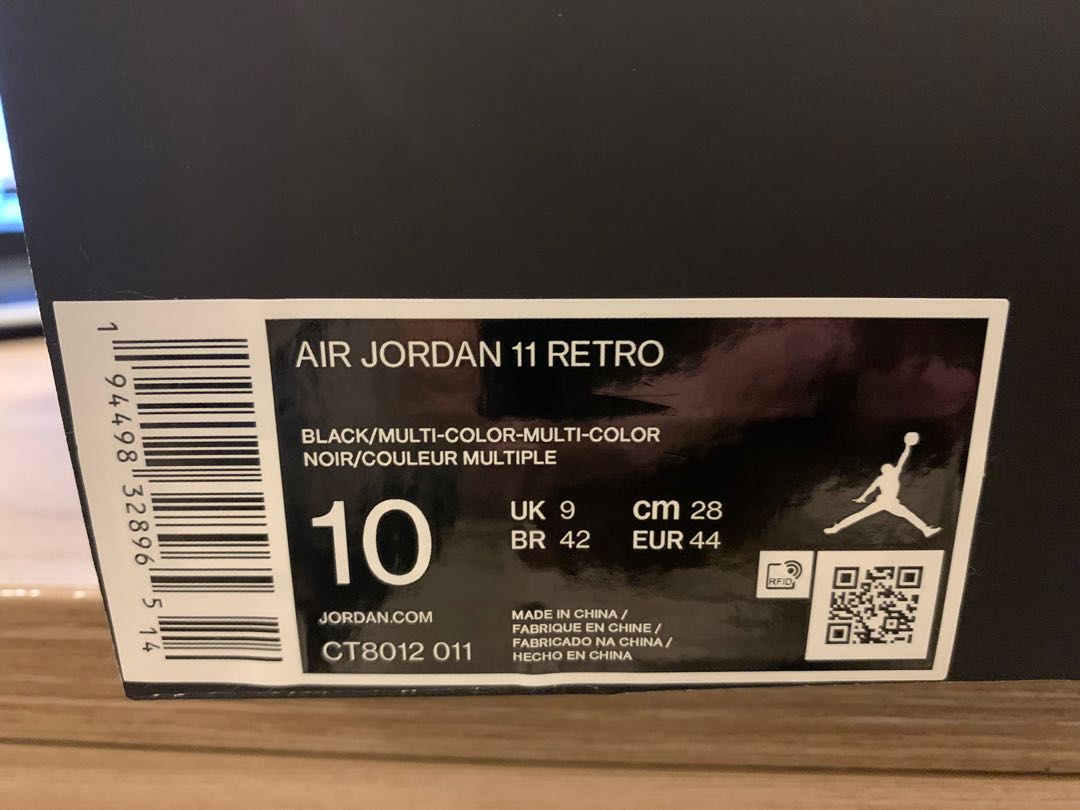 AIR JORDAN 11 RETRO
BLACK/MULTI-COLOR-MULTI-COLOR
NOIR/COULEUR MULTIPLE
10
UK 9 cm 28
BR 42 EUR 44
RFID
JORDAN.COM
CT8012 011
MADE IN CHINA /
FABRIQUE EN CHINE /
FABRICADO NA CHINA /
HECHO EN CHINA
1 94498 32896 5 14